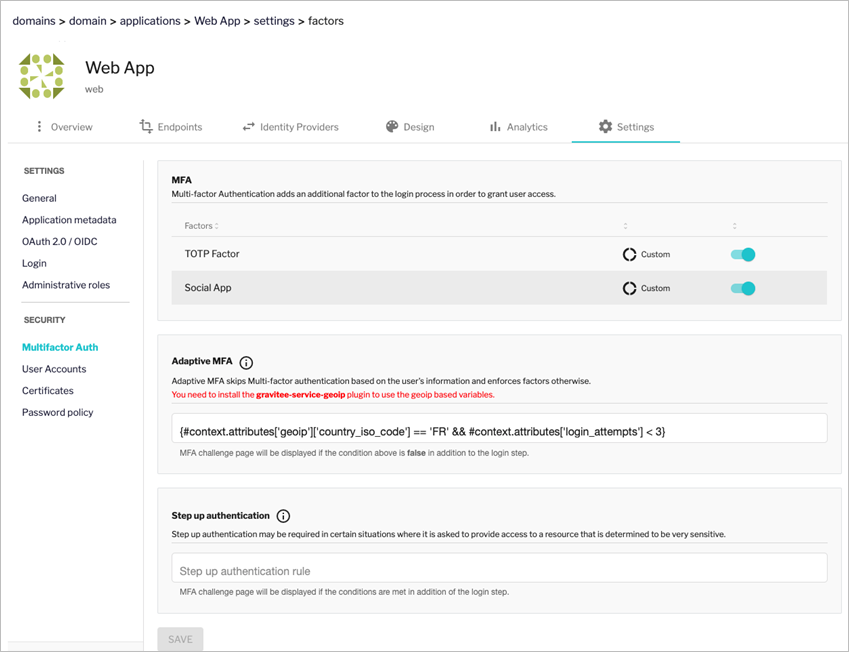 domains > domain > applications > Web App > settings > factors
Web App
web
Overview
Endpoints
Identity Providers
Design
Analytics
Settings
SETTINGS
General
Application metadata
OAuth 2.0 / OIDC
Login
Administrative roles
SECURITY
Multifactor Auth
User Accounts
Certificates
Password policy
MFA
Multi-factor Authentication adds an additional factor to the login process in order to grant user access.
Factors
TOTP Factor Custom
Social App Custom
Adaptive MFA
Adaptive MFA skips Multi-factor authentication based on the user's information and enforces factors otherwise.
You need to install the gravitee-service-geoip plugin to use the geoip based variables.
{#context.attributes['geoip']['country_iso_code'] == 'FR' && #context.attributes['login_attempts'] < 3}
MFA challenge page will be displayed if the condition above is false in addition to the login step.
Step up authentication
Step up authentication may be required in certain situations where it is asked to provide access to a resource that is determined to be very sensitive.
Step up authentication rule
MFA challenge page will be displayed if the conditions are met in addition of the login step.
SAVE